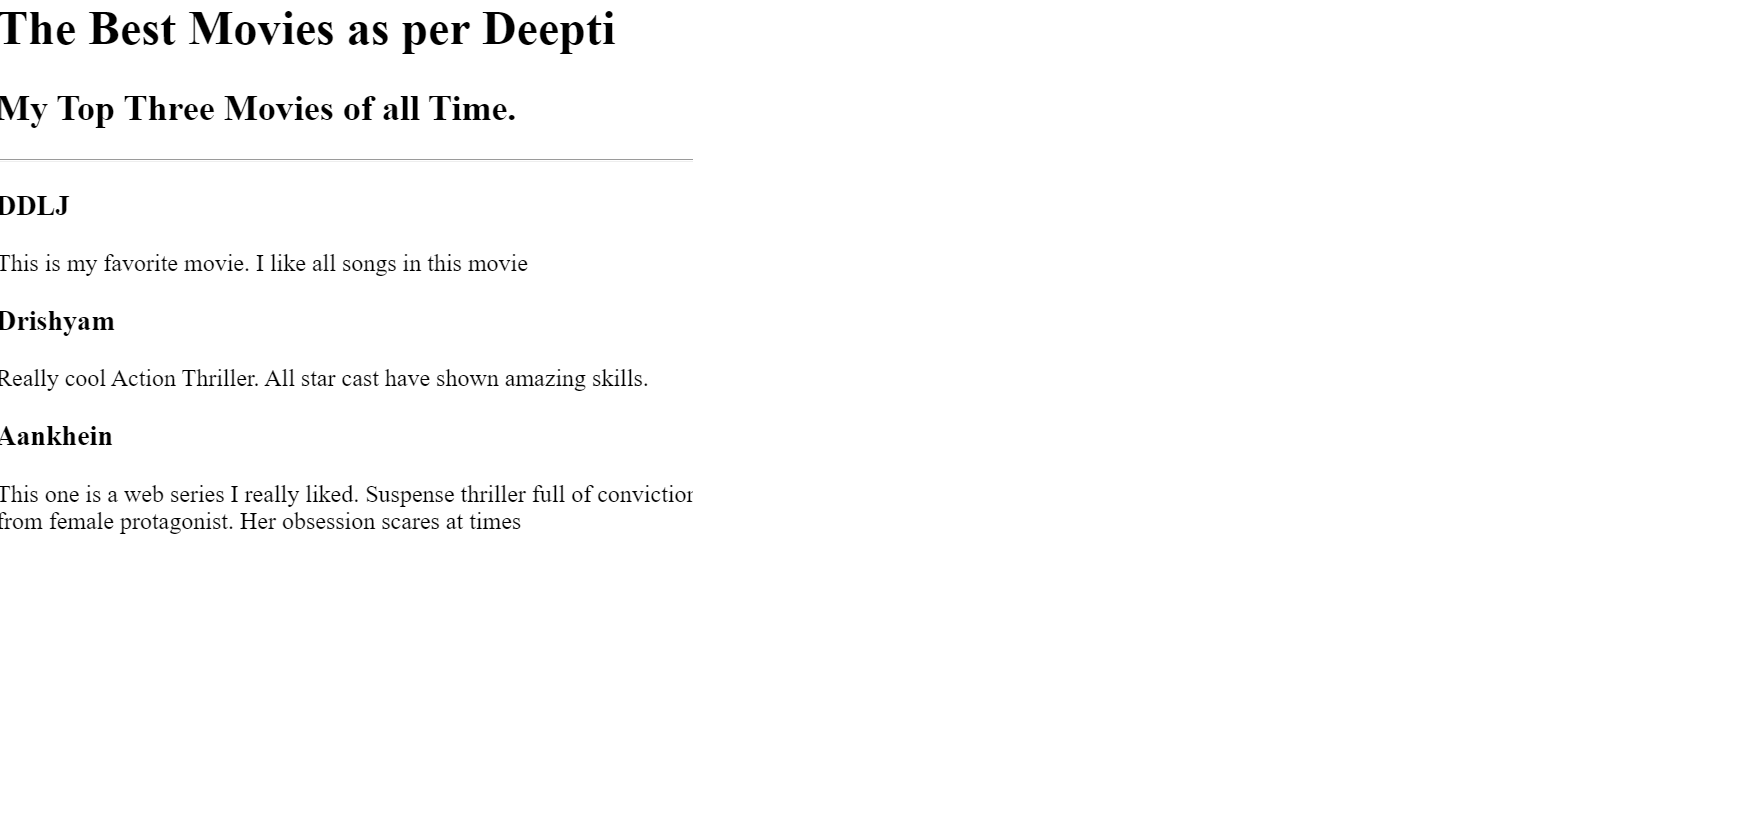 The Best Movies as per Deepti
My Top Three Movies of all Time.
DDLJ
This is my favorite movie. I like all songs in this movie
Drishyam
Really cool Action Thriller. All star cast have shown amazing skills.
Aankhein
This one is a web series I really liked. Suspense thriller full of conviction
from female protagonist. Her obsession scares at times